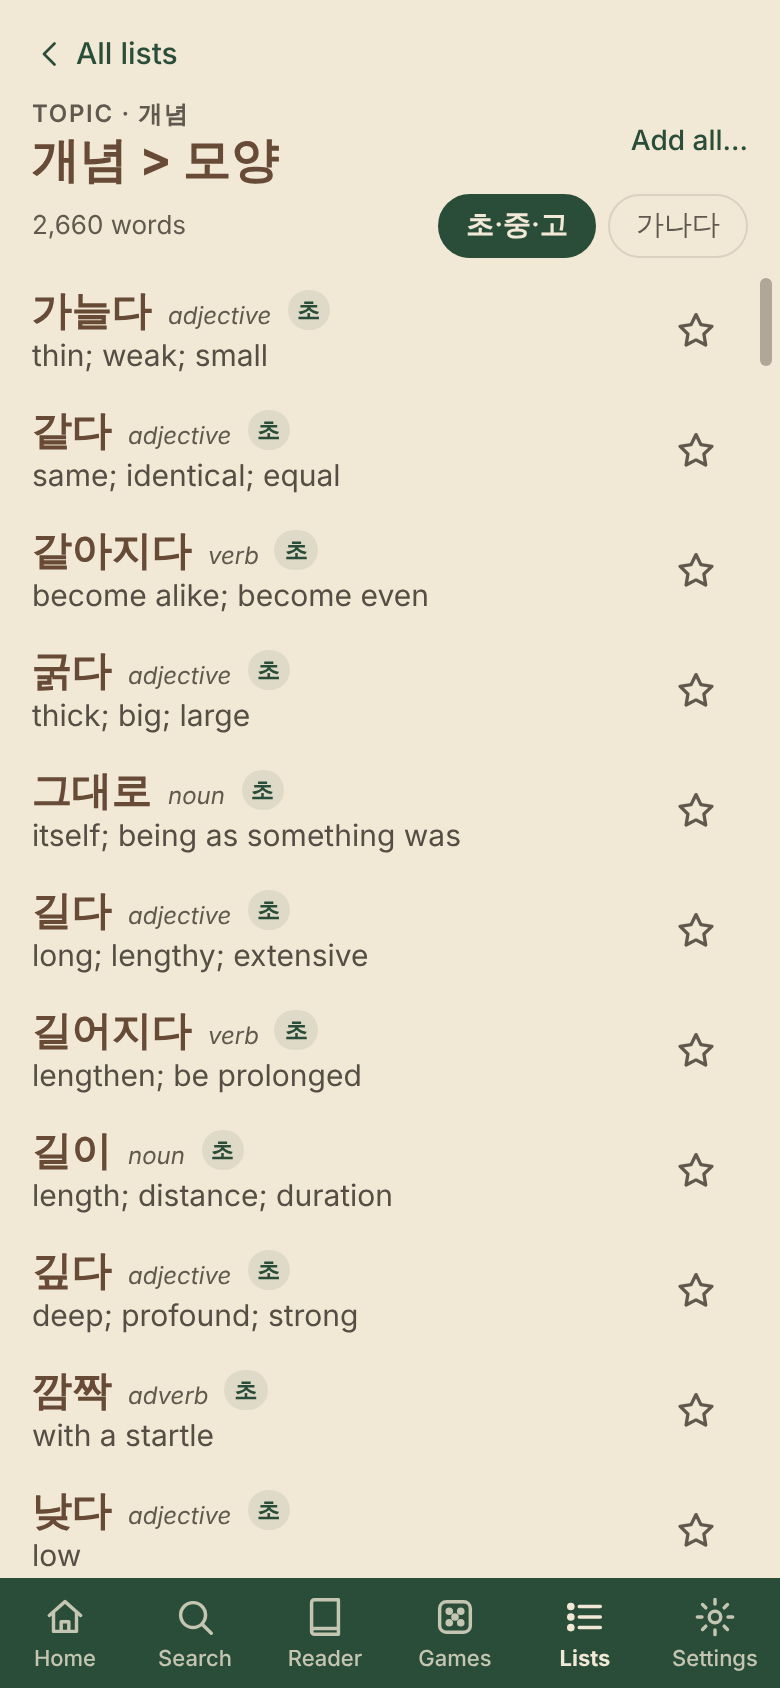 All lists
TOPIC · 개념
개념 > 모양
Add all...
2,660 words
초·중·고
가나다
가늘다 adjective 초
thin; weak; small
같다 adjective 초
same; identical; equal
같아지다 verb 초
become alike; become even
굵다 adjective 초
thick; big; large
그대로 noun 초
itself; being as something was
길다 adjective 초
long; lengthy; extensive
길어지다 verb 초
lengthen; be prolonged
길이 noun 초
length; distance; duration
깊다 adjective 초
deep; profound; strong
깜짝 adverb 초
with a startle
낮다 adjective 초
low
Home Search Reader Games Lists Settings